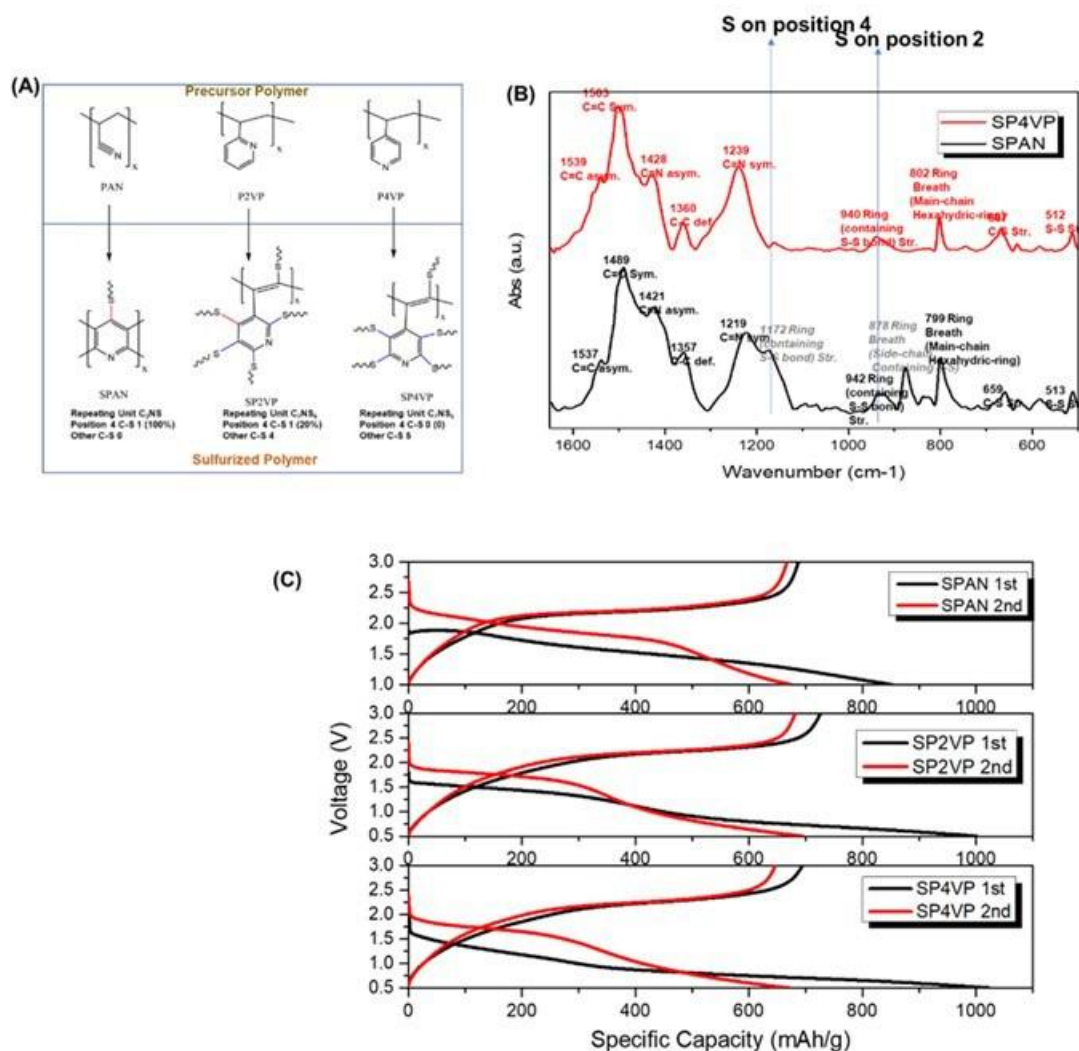 S on position 4
S on position 2
(A)
Precursor Polymer
PAN
P2VP
P4VP
SPAN
Repeating Unit C₃NS
Position 4 C-S 1 (100%)
Other C-S 0
SP2VP
Repeating Unit C₇NS₅
Position 4 C-S 1 (20%)
Other C-S 4
SP4VP
Repeating Unit C₇NS₅
Position 4 C-S 0 (0)
Other C-S 5
Sulfurized Polymer
(B)
SP4VP
SPAN
1503
C=C Sym.
1539
C=C asym.
1428
C=N asym.
1360
C-C def.
1239
C=N sym.
940 Ring
(containing
S-S bond) Str.
802 Ring
Breath
(Main-chain
Hexahydric-ring)
667
C-S Str.
512
S-S Str.
1489
C=C Sym.
1421
C=N asym.
1537
C=C asym.
1357
C-C def.
1219
C=N sym.
1172 Ring
(containing
S-S bond) Str.
878 Ring
Breath
(Side-chain
Containing
942 Ring
(containing
S-S bond)
Str.
799 Ring
Breath
(Main-chain
Hexahydric-ring)
659
C-S
513
S-S
Abs (a.u.)
1600 1400 1200 1000 800 600
Wavenumber (cm-1)
(C)
3.0
2.5
2.0
1.5
1.0
SPAN 1st
SPAN 2nd
0 200 400 600 800 1000
3.0
2.5
2.0
1.5
1.0
0.5
SP2VP 1st
SP2VP 2nd
0 200 400 600 800 1000
3.0
2.5
2.0
1.5
1.0
0.5
SP4VP 1st
SP4VP 2nd
0 200 400 600 800 1000
Voltage (V)
Specific Capacity (mAh/g)